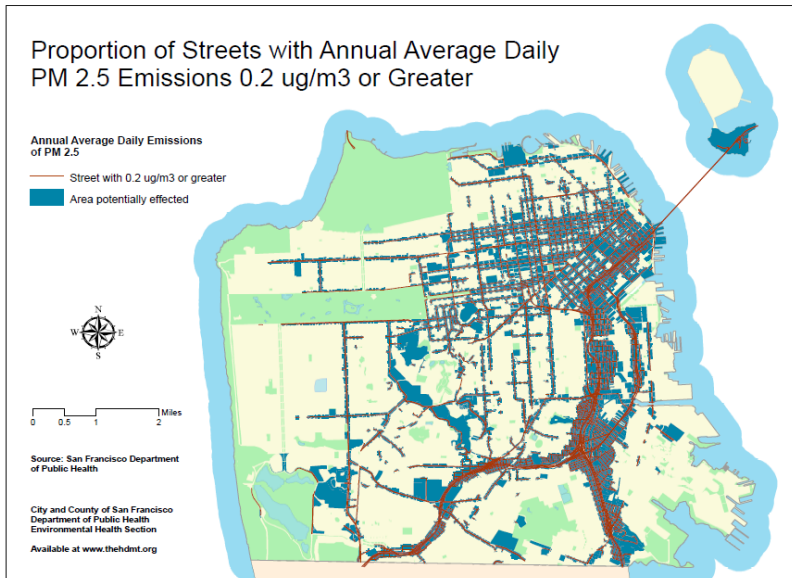 Proportion of Streets with Annual Average Daily
PM 2.5 Emissions 0.2 ug/m3 or Greater
Annual Average Daily Emissions
of PM 2.5
Street with 0.2 ug/m3 or greater
Area potentially effected
N
W E
S
Miles
0 0.5 1 2
Source: San Francisco Department
of Public Health
City and County of San Francisco
Department of Public Health
Environmental Health Section
Available at www.thehdmt.org